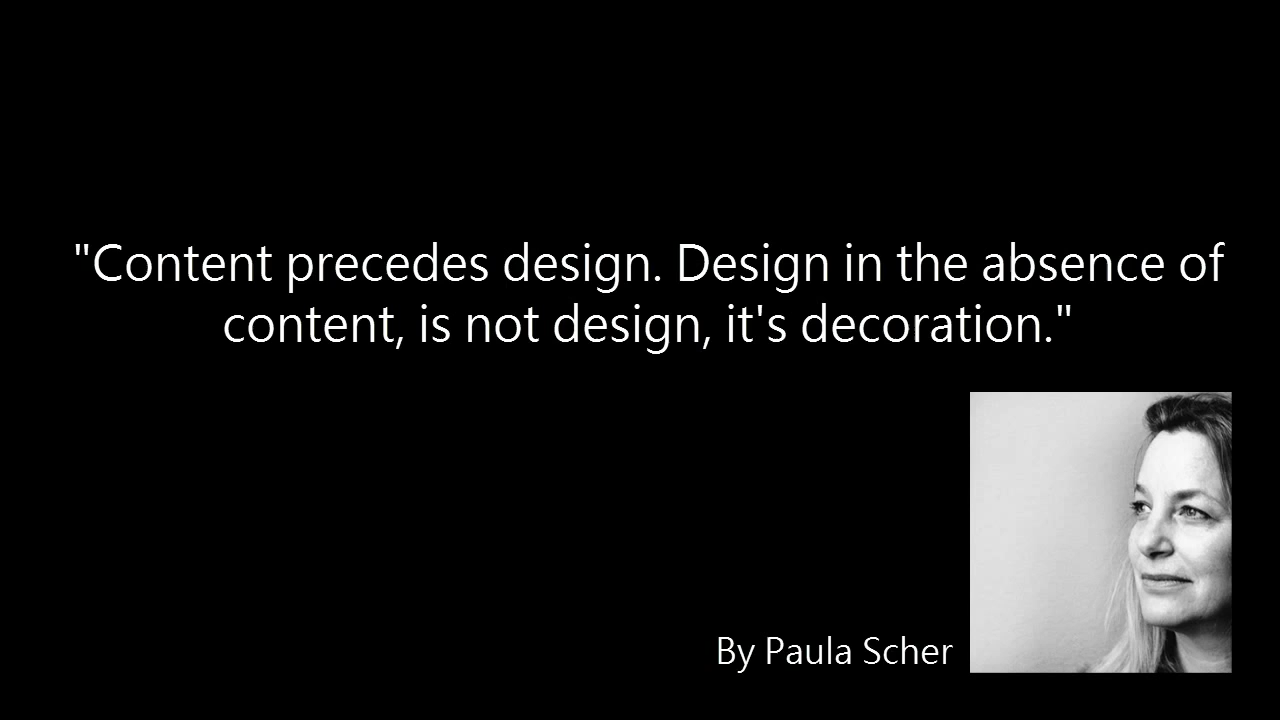 "Content precedes design. Design in the absence of
content, is not design, it's decoration."
By Paula Scher